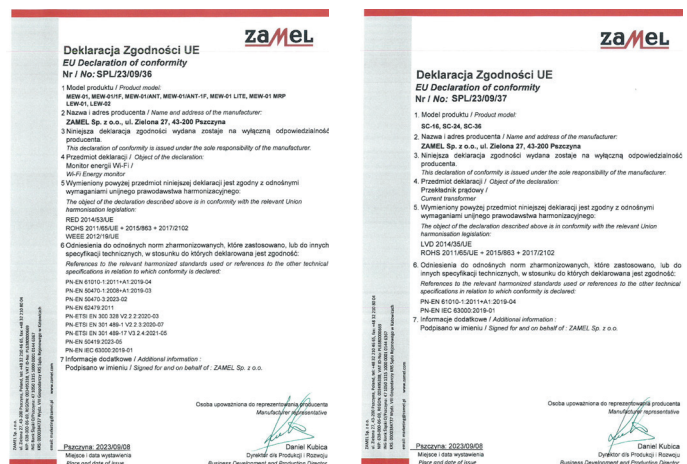 ZAMEL
Deklaracja Zgodności UE
EU Declaration of conformity
Nr / No: SPL/23/09/36
1 Model produktu / Product model:
MEW-01, MEW-01/1F, MEW-01/ANT, MEW-01/ANT-1F, MEW-01 LITE, MEW-01 MRP
LEW-01, LEW-02
2 Nazwa i adres producenta / Name and address of the manufacturer:
ZAMEL Sp. z o.o., ul. Zielona 27, 43-200 Pszczyna
3 Niniejsza deklaracja zgodności wydana zostaje na wyłączną odpowiedzialność
producenta.
This declaration of conformity is issued under the sole responsibility of the manufacturer.
4 Przedmiot deklaracji / Object of the declaration:
Monitor energii Wi-Fi /
Wi-Fi Energy monitor
5 Wymieniony powyżej przedmiot niniejszej deklaracji jest zgodny z odnośnymi
wymaganiami unijnego prawodawstwa harmonizacyjnego:
The object of the declaration described above is in conformity with the relevant Union
harmonisation legislation:
RED 2014/53/UE
ROHS 2011/65/UE + 2015/863 + 2017/2102
WEEE 2012/19/UE
6 Odniesienia do odnośnych norm zharmonizowanych, które zastosowano, lub do innych
specyfikacji technicznych, w stosunku do których deklarowana jest zgodność:
References to the relevant harmonized standards used or references to the other technical
specifications in relation to which conformity is declared:
PN-EN 61010-1:2011+A1:2019-04
PN-EN 50470-1:2008+A1:2019-03
PN-EN 50470-3:2023-02
PN-EN 62479:2011
PN-ETSI EN 300 328 V2.2.2:2020-03
PN-ETSI EN 301 489-1 V2.2.3:2020-07
PN-ETSI EN 301 489-17 V3.2.4:2021-05
PN-EN 50419:2023-05
PN-EN IEC 63000:2019-01
7 Informacje dodatkowe / Additional information :
Podpisano w imieniu / Signed for and on behalf of : ZAMEL Sp. z o.o.
Osoba upoważniona do reprezentowania producenta
Manufacturer representative
Pszczyna: 2023/09/08
Daniel Kubica
Miejsce i data wystawienia
Dyrektor d/s Produkcji i Rozwoju
Place and date of issue
Business Development and Production Director
ZAMEL
Deklaracja Zgodności UE
EU Declaration of conformity
Nr / No: SPL/23/09/37
1. Model produktu / Product model:
SC-16, SC-24, SC-36
2. Nazwa i adres producenta / Name and address of the manufacturer:
ZAMEL Sp. z o.o., ul. Zielona 27, 43-200 Pszczyna
3. Niniejsza deklaracja zgodności wydana zostaje na wyłączną odpowiedzialność
producenta.
This declaration of conformity is issued under the sole responsibility of the manufacturer.
4. Przedmiot deklaracji / Object of the declaration:
Przekładnik prądowy /
Current transformer
5. Wymieniony powyżej przedmiot niniejszej deklaracji jest zgodny z odnośnymi
wymaganiami unijnego prawodawstwa harmonizacyjnego:
The object of the declaration described above is in conformity with the relevant Union
harmonisation legislation:
LVD 2014/35/UE
ROHS 2011/65/UE + 2015/863 + 2017/2102
6. Odniesienia do odnośnych norm zharmonizowanych, które zastosowano, lub do
innych specyfikacji technicznych, w stosunku do których deklarowana jest zgodność:
References to the relevant harmonized standards used or references to the other technical
specifications in relation to which conformity is declared:
PN-EN 61010-1:2011+A1:2019-04
PN-EN IEC 63000:2019-01
7. Informacje dodatkowe / Additional information :
Podpisano w imieniu / Signed for and on behalf of : ZAMEL Sp. z o.o.
Osoba upoważniona do reprezentowania producenta
Manufacturer representative
Pszczyna: 2023/09/08
Daniel Kubica
Miejsce i data wystawienia
Dyrektor d/s Produkcji i Rozwoju
Place and date of issue
Business Development and Production Director